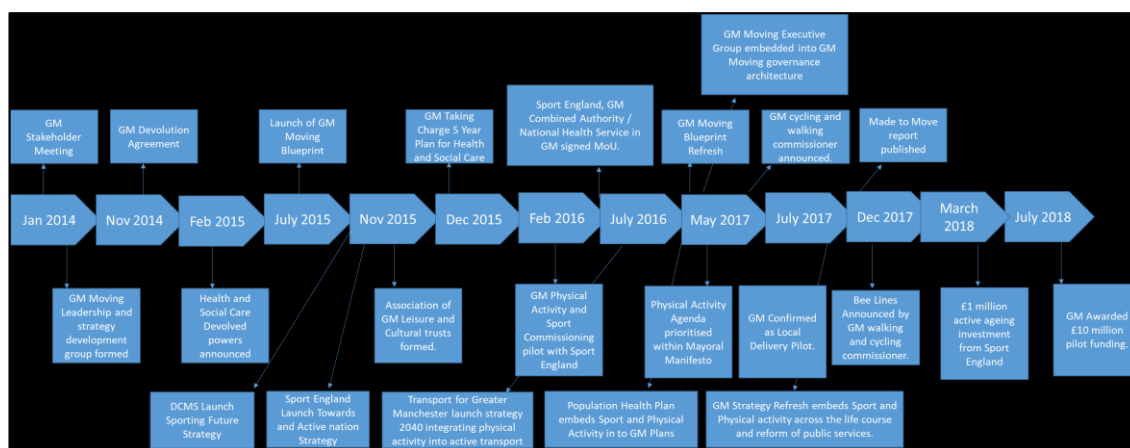 GM Moving Executive
Group embedded into GM
Moving governance
architecture
GM
Stakeholder
Meeting
GM Devolution
Agreement
Launch of GM
Moving Blueprint
GM Taking
Charge 5 Year
Plan for Health
and Social Care
Sport England, GM
Combined Authority /
National Health Service in
GM signed MoU.
GM Moving
Blueprint
Refresh
GM cycling and
walking
commissioner
announced.
Made to Move
report
published
Jan 2014
Nov 2014
Feb 2015
July 2015
Nov 2015
Dec 2015
Feb 2016
July 2016
May 2017
July 2017
Dec 2017
March
2018
July 2018
GM Moving
Leadership and
strategy
development
group formed
Health and
Social Care
Devolved
powers
announced
Association of
GM Leisure and
Cultural trusts
formed.
GM Physical
Activity and
Sport
Commissioning
pilot with Sport
England
Physical Activity
Agenda
prioritised
within Mayoral
Manifesto
GM Confirmed
as Local
Delivery Pilot.
Bee Lines
Announced by
GM walking
and cycling
commissioner.
£1 million
active ageing
investment
from Sport
England
GM Awarded
£10 million
pilot funding.
DCMS Launch
Sporting Future
Strategy
Sport England
Launch Towards
and Active nation
Strategy
Transport for Greater
Manchester launch strategy
2040 integrating physical
activity into active transport
Population Health Plan
embeds Sport and Physical
Activity in to GM Plans
GM Strategy Refresh embeds Sport and
Physical activity across the life course
and reform of public services.